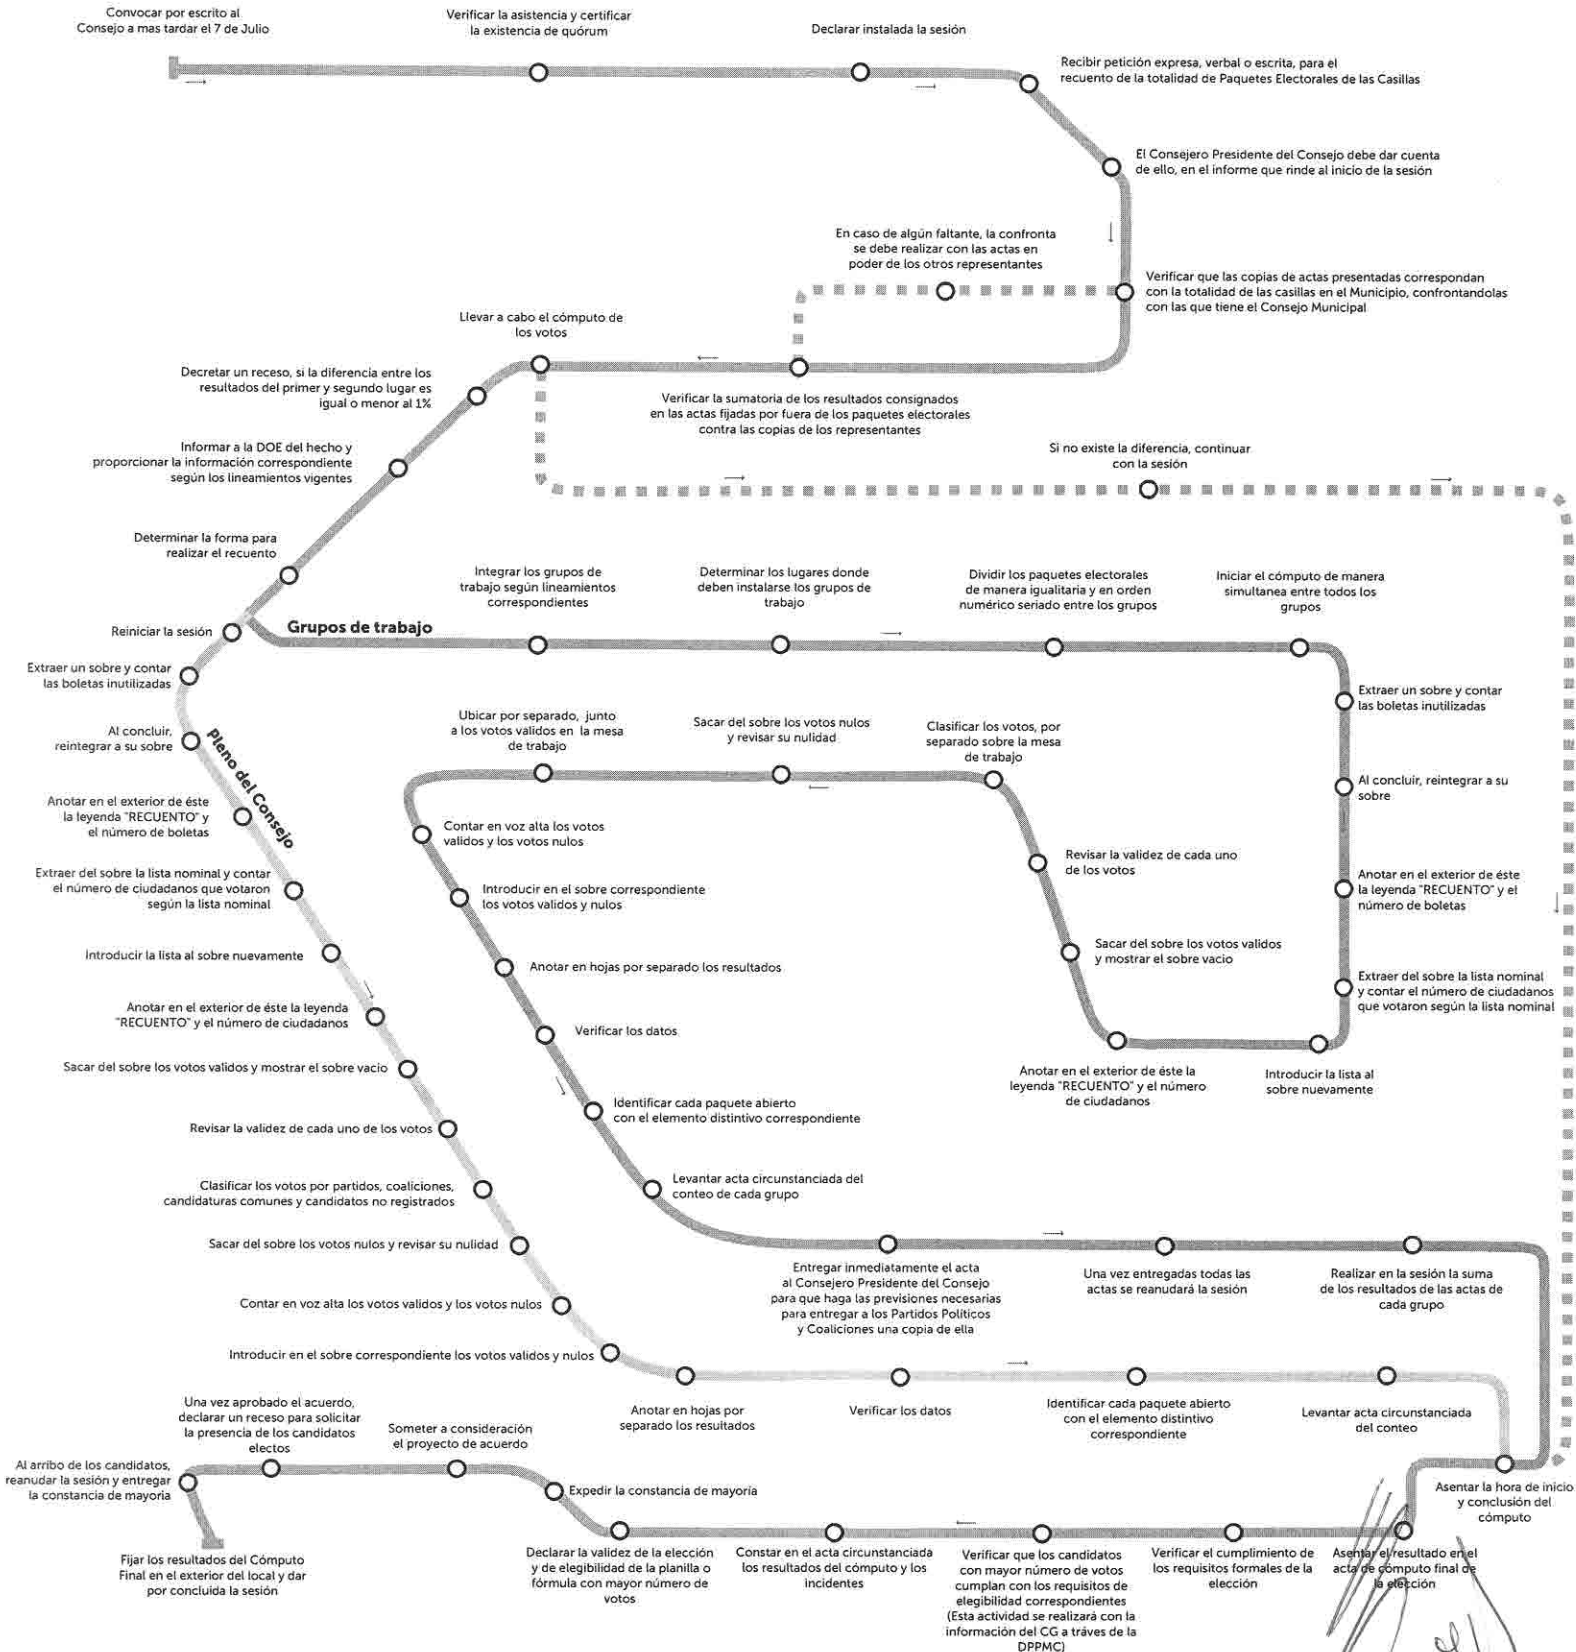 Convocar por escrito al
Consejo a mas tardar el 7 de Julio
Verificar la asistencia y certificar
la existencia de quórum
Declarar instalada la sesión
Recibir petición expresa, verbal o escrita, para el
recuento de la totalidad de Paquetes Electorales de las Casillas
El Consejero Presidente del Consejo debe dar cuenta
de ello, en el informe que rinde al inicio de la sesión
En caso de algún faltante, la confronta
se debe realizar con las actas en
poder de los otros representantes
Verificar que las copias de actas presentadas correspondan
con la totalidad de las casillas en el Municipio, confrontandolas
con las que tiene el Consejo Municipal
Llevar a cabo el cómputo de
los votos
Verificar la sumatoria de los resultados consignados
en las actas fijadas por fuera de los paquetes electorales
contra las copias de los representantes
Decretar un receso, si la diferencia entre los
resultados del primer y segundo lugar es
igual o menor al 1%
Informar a la DOE del hecho y
proporcionar la información correspondiente
según los lineamientos vigentes
Si no existe la diferencia, continuar
con la sesión
Determinar la forma para
realizar el recuento
Reiniciar la sesión
Grupos de trabajo
Integrar los grupos de
trabajo según lineamientos
correspondientes
Determinar los lugares donde
deben instalarse los grupos de
trabajo
Dividir los paquetes electorales
de manera igualitaria y en orden
numérico seriado entre los grupos
Iniciar el cómputo de manera
simultanea entre todos los
grupos
Extraer un sobre y contar
las boletas inutilizadas
Al concluir, reintegrar a su
sobre
Anotar en el exterior de éste
la leyenda "RECUENTO" y el
número de boletas
Extraer del sobre la lista nominal
y contar el número de ciudadanos
que votaron según la lista nominal
Introducir la lista al
sobre nuevamente
Anotar en el exterior de éste la
leyenda "RECUENTO" y el número
de ciudadanos
Sacar del sobre los votos validos
y mostrar el sobre vacio
Revisar la validez de cada uno
de los votos
Clasificar los votos, por
separado sobre la mesa
de trabajo
Sacar del sobre los votos nulos
y revisar su nulidad
Ubicar por separado, junto
a los votos validos en la mesa
de trabajo
Contar en voz alta los votos
validos y los votos nulos
Introducir en el sobre correspondiente
los votos validos y nulos
Anotar en hojas por separado los resultados
Verificar los datos
Identificar cada paquete abierto
con el elemento distintivo correspondiente
Levantar acta circunstanciada del
conteo de cada grupo
Entregar inmediatamente el acta
al Consejero Presidente del Consejo
para que haga las previsiones necesarias
para entregar a los Partidos Políticos
y Coaliciones una copia de ella
Una vez entregadas todas las
actas se reanudará la sesión
Realizar en la sesión la suma
de los resultados de las actas de
cada grupo
Pleno del Consejo
Extraer un sobre y contar
las boletas inutilizadas
Al concluir,
reintegrar a su sobre
Anotar en el exterior de éste
la leyenda "RECUENTO" y
el número de boletas
Extraer del sobre la lista nominal y contar
el número de ciudadanos que votaron
según la lista nominal
Introducir la lista al sobre nuevamente
Anotar en el exterior de éste la leyenda
"RECUENTO" y el número de ciudadanos
Sacar del sobre los votos validos y mostrar el sobre vacio
Revisar la validez de cada uno de los votos
Clasificar los votos por partidos, coaliciones,
candidaturas comunes y candidatos no registrados
Sacar del sobre los votos nulos y revisar su nulidad
Contar en voz alta los votos validos y los votos nulos
Introducir en el sobre correspondiente los votos validos y nulos
Anotar en hojas por
separado los resultados
Verificar los datos
Identificar cada paquete abierto
con el elemento distintivo
correspondiente
Levantar acta circunstanciada
del conteo
Asentar la hora de inicio
y conclusión del
cómputo
Asentar el resultado en el
acta de cómputo final de
la elección
Verificar el cumplimiento de
los requisitos formales de la
elección
Verificar que los candidatos
con mayor número de votos
cumplan con los requisitos de
elegibilidad correspondientes
(Esta actividad se realizará con la
información del CG a tráves de la
DPPMC)
Constar en el acta circunstanciada
los resultados del cómputo y los
incidentes
Declarar la validez de la elección
y de elegibilidad de la planilla o
fórmula con mayor número de
votos
Expedir la constancia de mayoría
Someter a consideración
el proyecto de acuerdo
Una vez aprobado el acuerdo,
declarar un receso para solicitar
la presencia de los candidatos
electos
Al arribo de los candidatos,
reanudar la sesión y entregar
la constancia de mayoria
Fijar los resultados del Cómputo
Final en el exterior del local y dar
por concluida la sesión